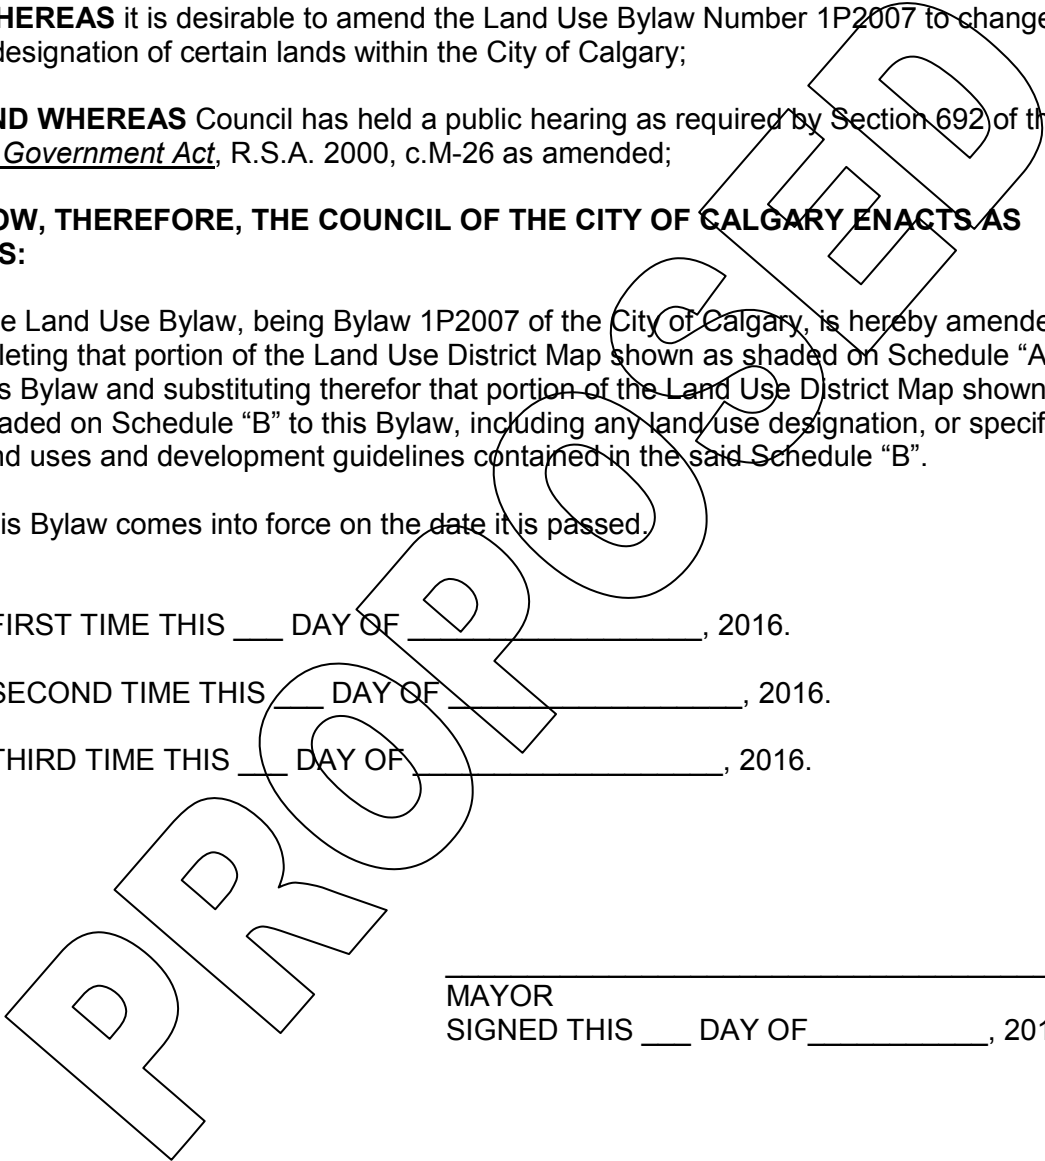 HEREAS it is desirable to amend the Land Use Bylaw Number 1P2007 to change
designation of certain lands within the City of Calgary;
ND WHEREAS Council has held a public hearing as required by Section 692 of th
Government Act, R.S.A. 2000, c.M-26 as amended;
OW, THEREFORE, THE COUNCIL OF THE CITY OF CALGARY ENACTS AS
S:
e Land Use Bylaw, being Bylaw 1P2007 of the City of Calgary, is hereby amende
leting that portion of the Land Use District Map shown as shaded on Schedule “A
s Bylaw and substituting therefor that portion of the Land Use District Map shown
aded on Schedule “B” to this Bylaw, including any land use designation, or specif
nd uses and development guidelines contained in the said Schedule “B”.
is Bylaw comes into force on the date it is passed.
FIRST TIME THIS ___ DAY OF __________________, 2016.
SECOND TIME THIS ___ DAY OF __________________, 2016.
THIRD TIME THIS ___ DAY OF ___________________, 2016.
MAYOR
SIGNED THIS ___ DAY OF___________, 201
PROPOSED